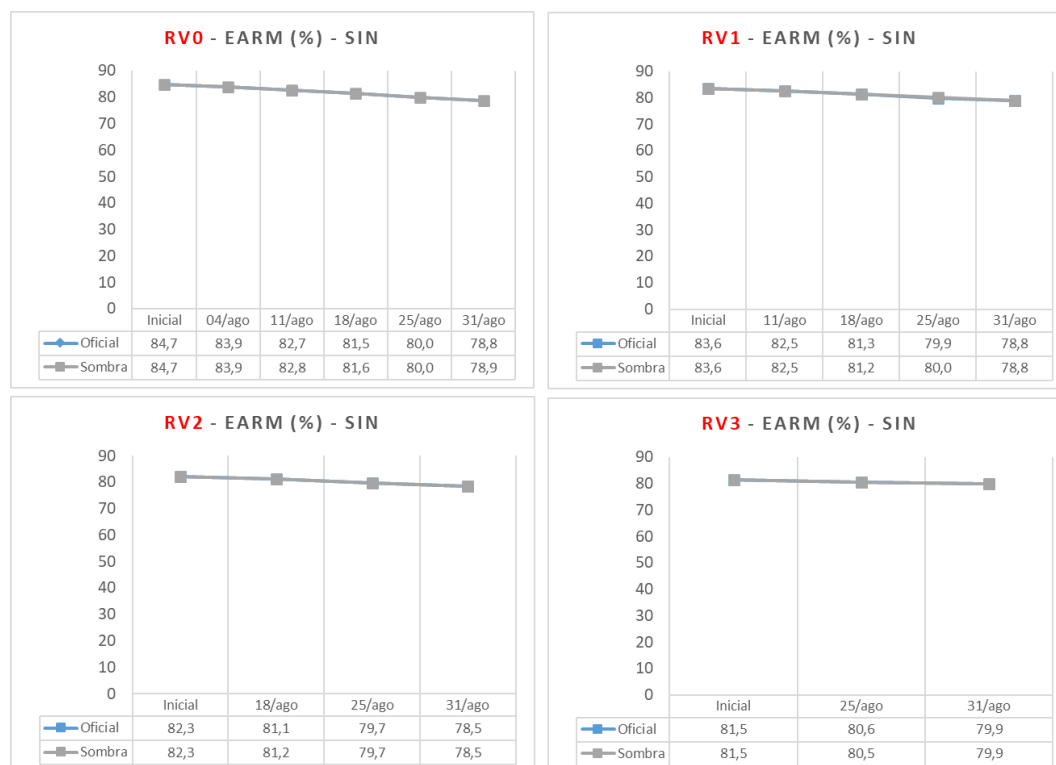 RV0 - EARM (%) - SIN
90
80
70
60
50
40
30
20
10
0
Inicial 04/ago 11/ago 18/ago 25/ago 31/ago
Oficial 84,7 83,9 82,7 81,5 80,0 78,8
Sombra 84,7 83,9 82,8 81,6 80,0 78,9
RV1 - EARM (%) - SIN
90
80
70
60
50
40
30
20
10
0
Inicial 11/ago 18/ago 25/ago 31/ago
Oficial 83,6 82,5 81,3 79,9 78,8
Sombra 83,6 82,5 81,2 80,0 78,8
RV2 - EARM (%) - SIN
90
80
70
60
50
40
30
20
10
0
Inicial 18/ago 25/ago 31/ago
Oficial 82,3 81,1 79,7 78,5
Sombra 82,3 81,2 79,7 78,5
RV3 - EARM (%) - SIN
90
80
70
60
50
40
30
20
10
0
Inicial 25/ago 31/ago
Oficial 81,5 80,6 79,9
Sombra 81,5 80,5 79,9